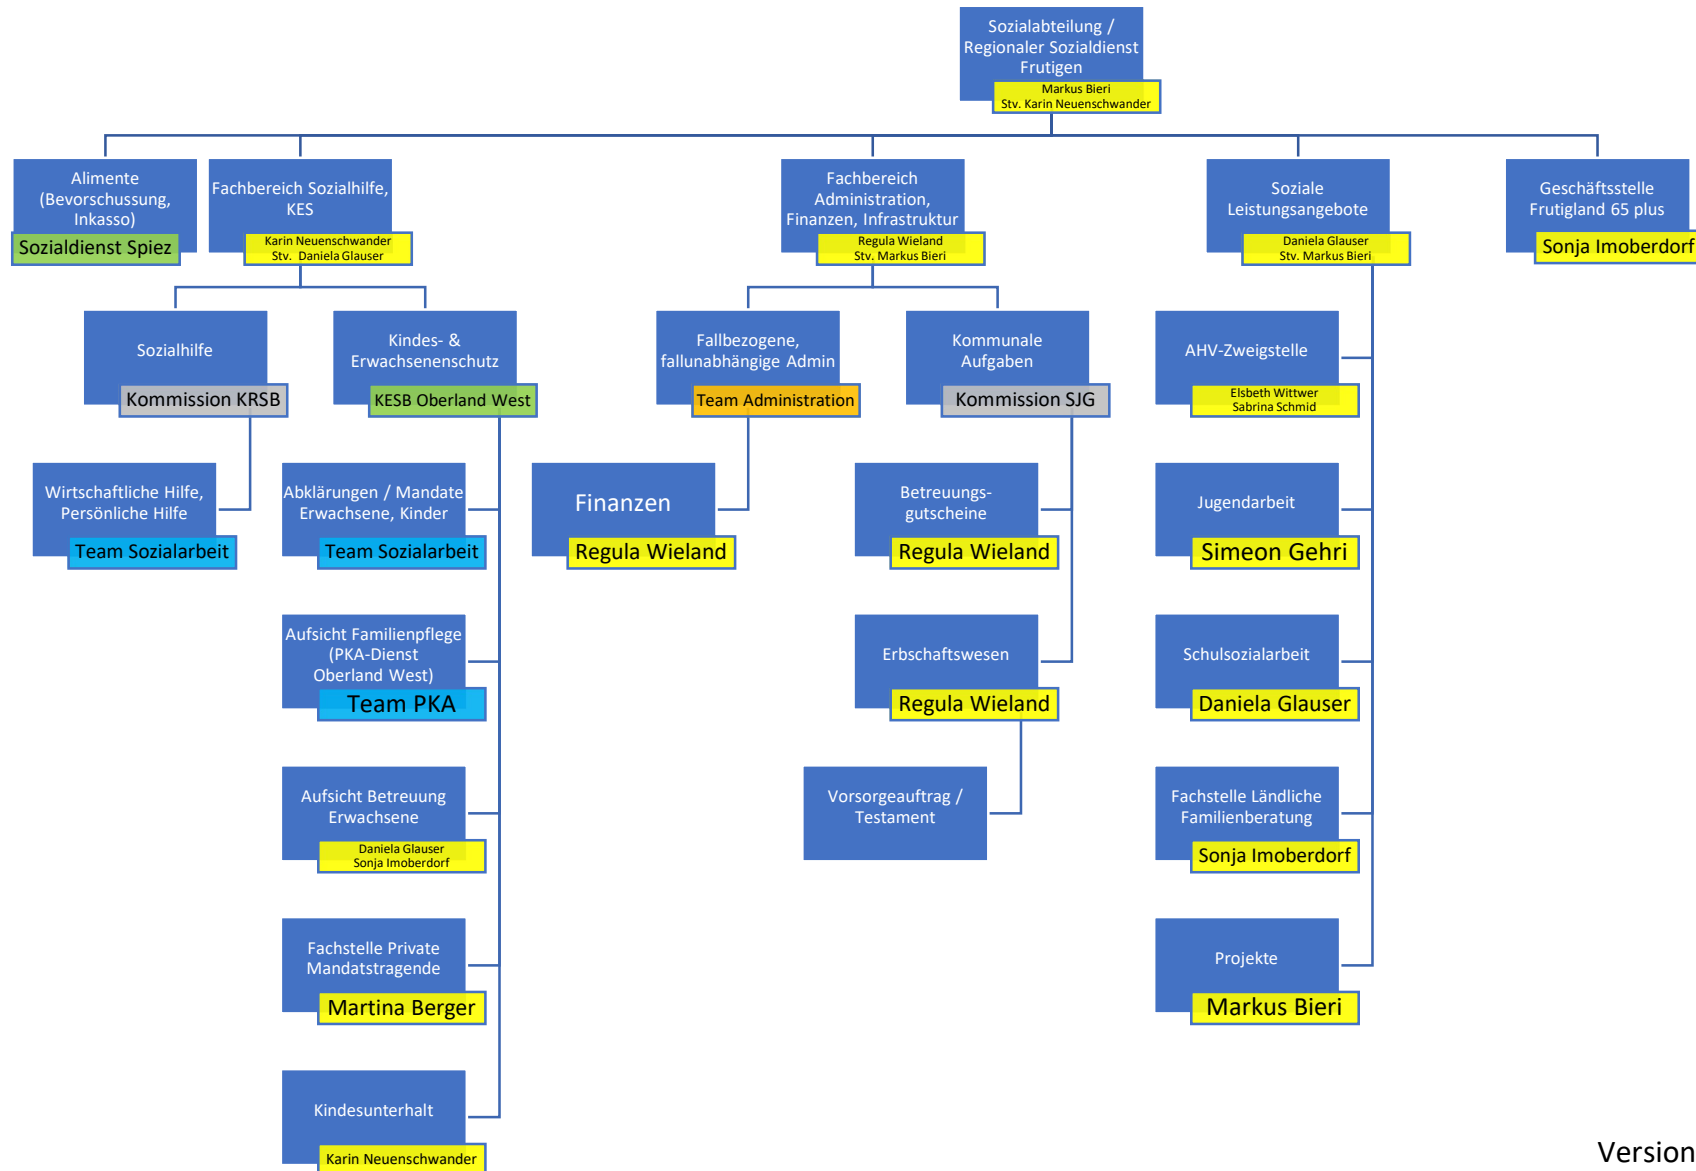 Sozialabteilung /
Regionaler Sozialdienst
Frutigen
Markus Bieri
Stv. Karin Neuenschwander
Alimente
(Bevorschussung,
Inkasso)
Sozialdienst Spiez
Fachbereich Sozialhilfe,
KES
Karin Neuenschwander
Stv. Daniela Glauser
Fachbereich
Administration,
Finanzen, Infrastruktur
Regula Wieland
Stv. Markus Bieri
Soziale
Leistungsangebote
Daniela Glauser
Stv. Markus Bieri
Geschäftsstelle
Frutigland 65 plus
Sonja Imoberdorf
Sozialhilfe
Kommission KRSB
Kindes- &
Erwachsenenschutz
KESB Oberland West
Fallbezogene,
fallunabhängige Admin
Team Administration
Kommunale
Aufgaben
Kommission SJG
AHV-Zweigstelle
Elsbeth Wittwer
Sabrina Schmid
Wirtschaftliche Hilfe,
Persönliche Hilfe
Team Sozialarbeit
Abklärungen / Mandate
Erwachsene, Kinder
Team Sozialarbeit
Finanzen
Regula Wieland
Betreuungs-
gutscheine
Regula Wieland
Jugendarbeit
Simeon Gehri
Aufsicht Familienpflege
(PKA-Dienst
Oberland West)
Team PKA
Erbschaftswesen
Regula Wieland
Schulsozialarbeit
Daniela Glauser
Aufsicht Betreuung
Erwachsene
Daniela Glauser
Sonja Imoberdorf
Vorsorgeauftrag /
Testament
Fachstelle Ländliche
Familienberatung
Sonja Imoberdorf
Fachstelle Private
Mandatstragende
Martina Berger
Projekte
Markus Bieri
Kindesunterhalt
Karin Neuenschwander
Version